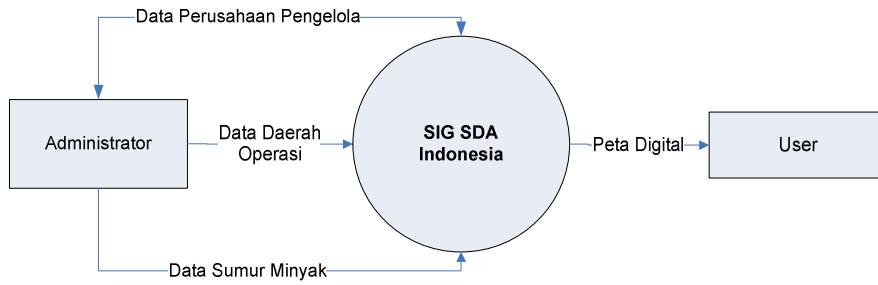 Data Perusahaan Pengelola
Administrator
Data Daerah
Operasi
SIG SDA
Indonesia
Peta Digital
User
Data Sumur Minyak